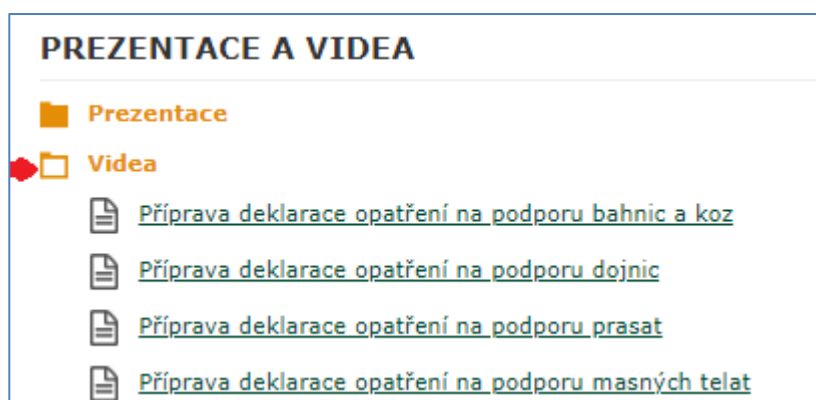 PREZENTACE A VIDEA
Prezentace
Videa
Příprava deklarace opatření na podporu bahnic a koz
Příprava deklarace opatření na podporu dojnic
Příprava deklarace opatření na podporu prasat
Příprava deklarace opatření na podporu masných telat